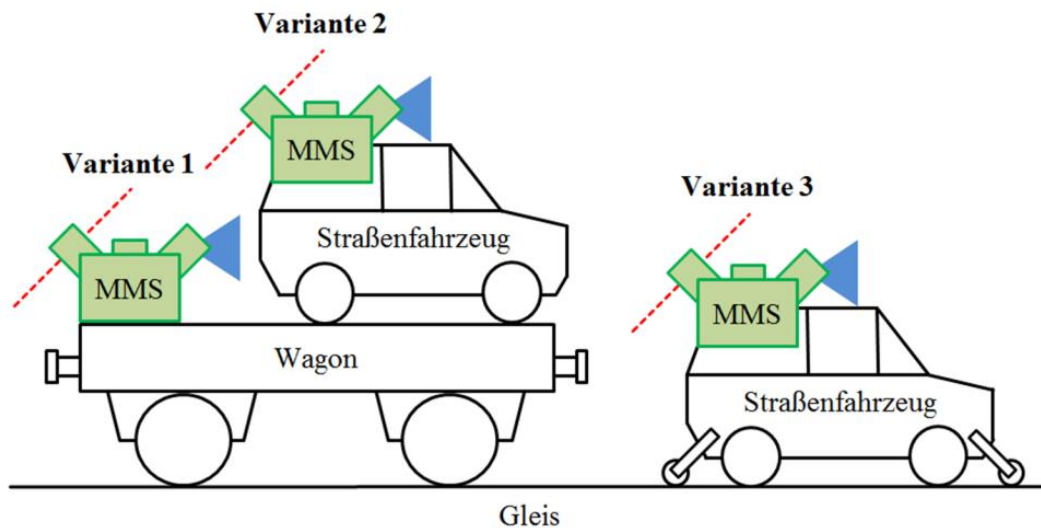 Variante 2
Variante 1
MMS
Variante 3
Straßenfahrzeug
MMS
MMS
Wagon
Straßenfahrzeug
Gleis